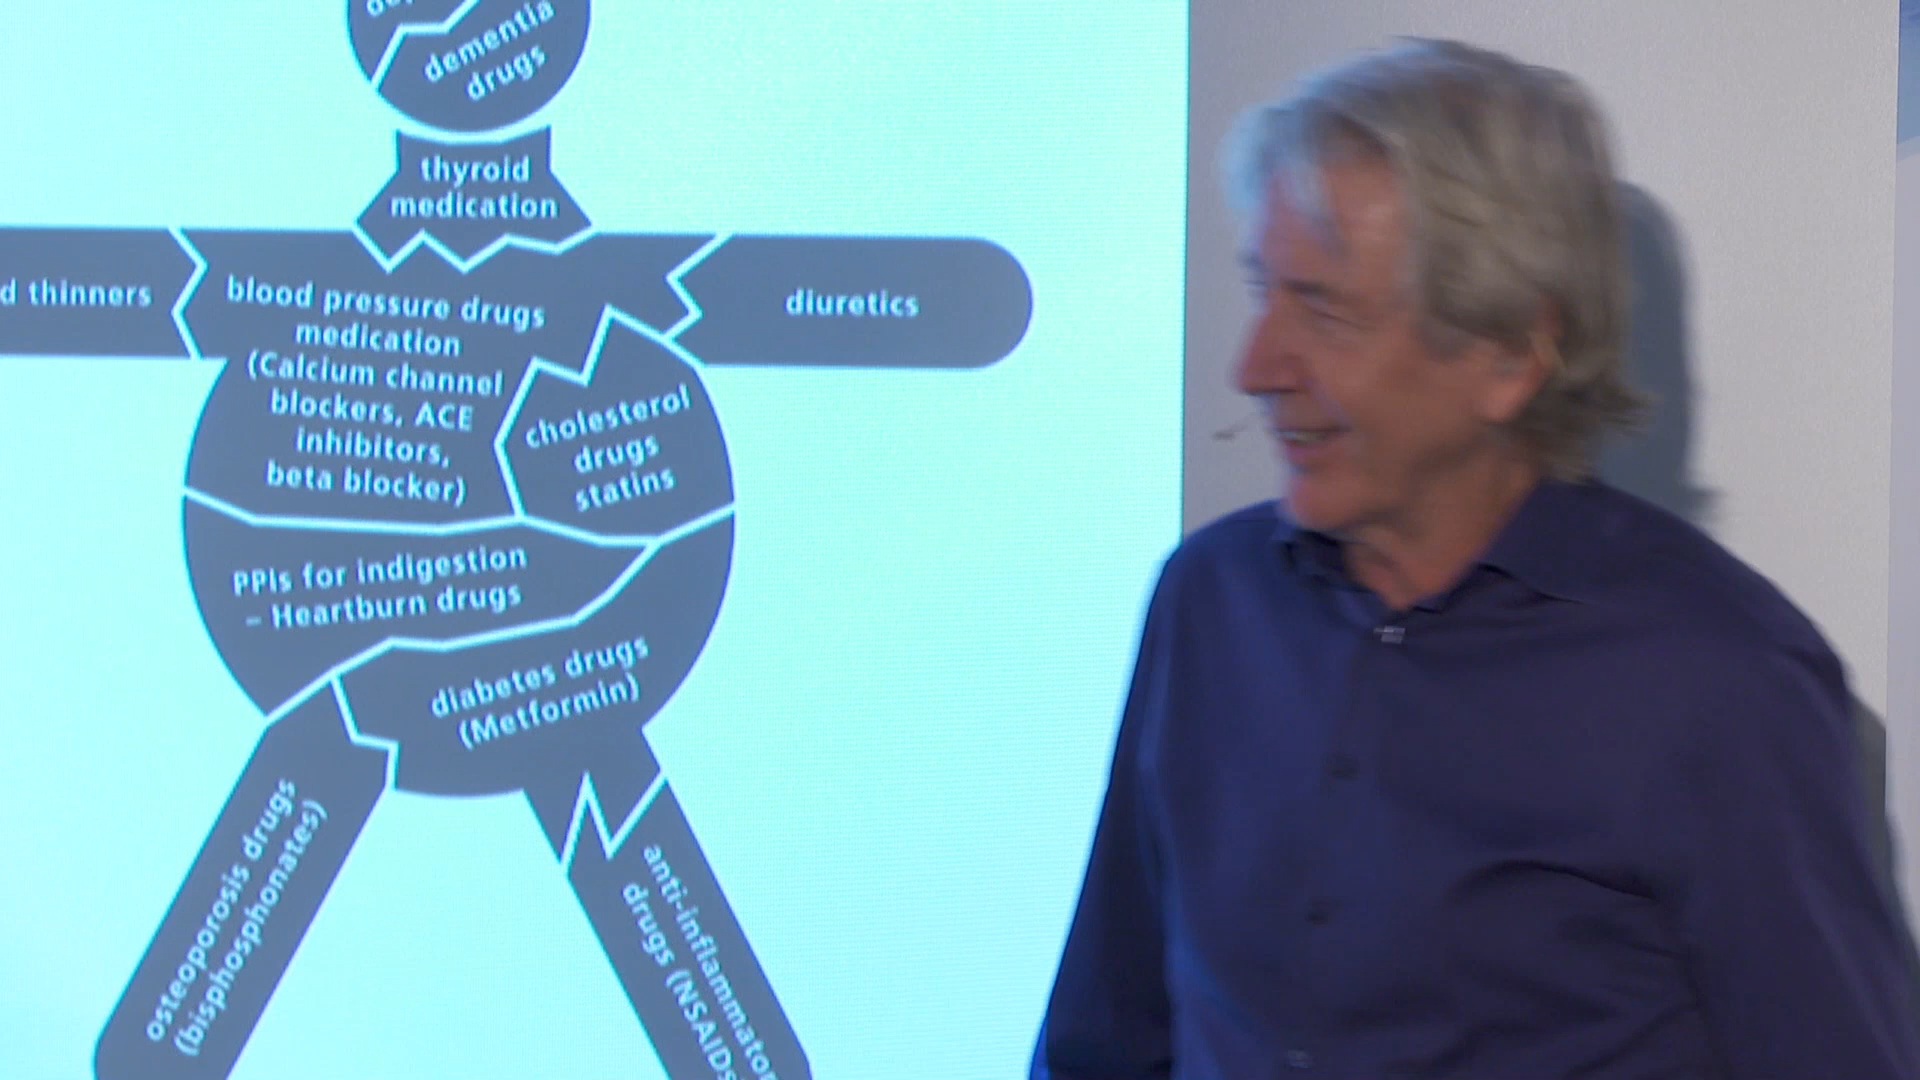 dementia
drugs
thyroid
medication
thinners
blood pressure drugs
medication
(Calcium channel
blockers, ACE
inhibitors,
beta blocker)
diuretics
cholesterol
drugs
statins
PPIs for indigestion
– Heartburn drugs
diabetes drugs
(Metformin)
osteoporosis drugs
(bisphosphonates)
anti-inflammator
drugs (NSAIDs